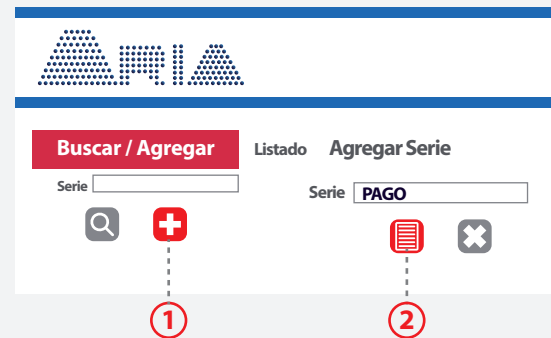 ARIA
Buscar / Agregar Listado Agregar Serie
Serie
Serie PAGO
1 2